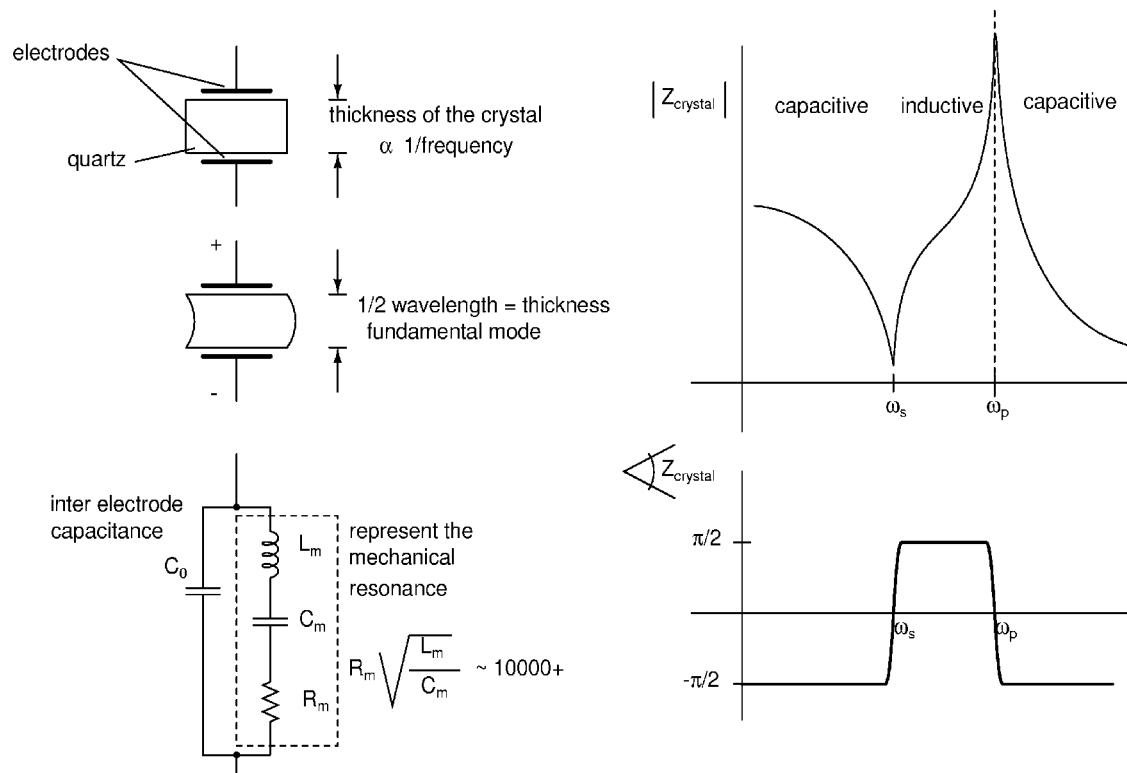 electrodes
thickness of the crystal
α 1/frequency
quartz
+
1/2 wavelength = thickness
fundamental mode
-
inter electrode
capacitance
C₀
Lₘ
Cₘ
Rₘ
represent the
mechanical
resonance
Rₘ √(Lₘ/Cₘ) ~ 10000+
|Z_crystal|
capacitive
inductive
capacitive
ωₛ
ωₚ
Z_crystal
π/2
ωₛ
ωₚ
-π/2